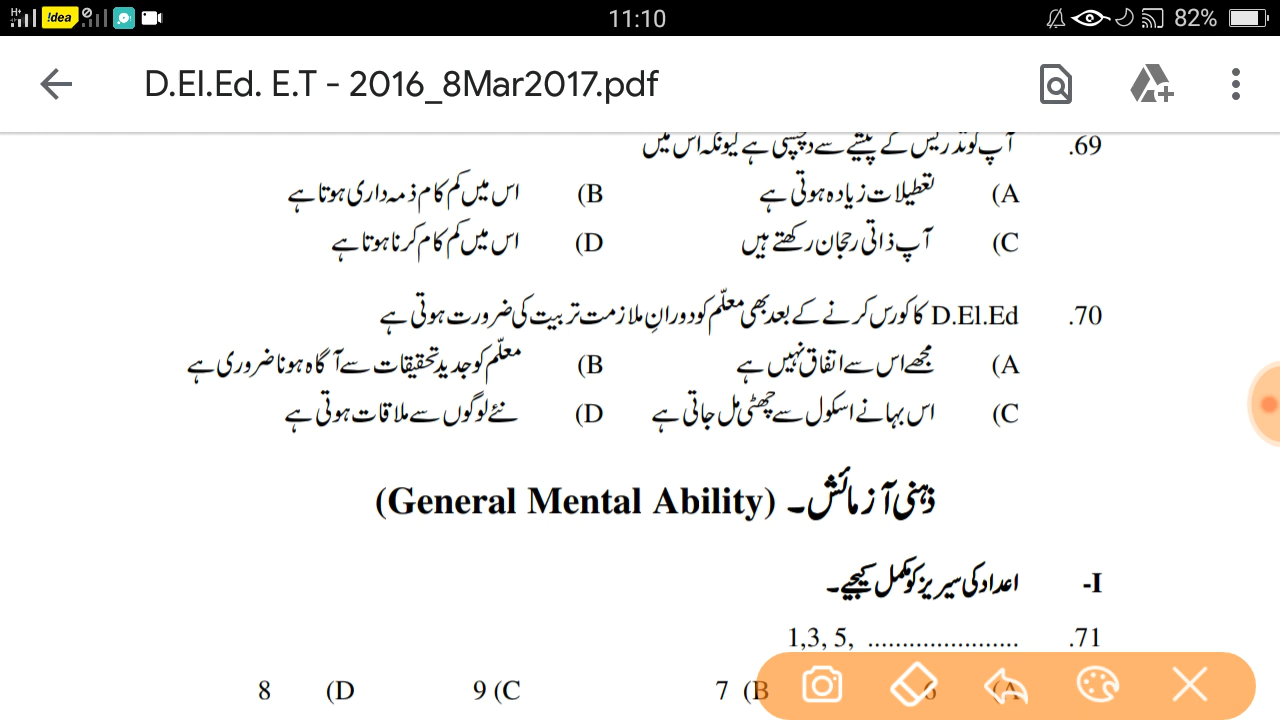 H+ !dea 11:10 82%
D.El.Ed. E.T - 2016_8Mar2017.pdf
.69 آپ کو تدریس کے پیشے سے دلچسپی ہے کیونکہ اس میں
(A تعطیلات زیادہ ہوتی ہے (B اس میں کم کام ذمہ داری ہوتا ہے
(C آپ ذاتی رجحان رکھتے ہیں (D اس میں کم کام کرنا ہوتا ہے
.70 D.El.Ed کا کورس کرنے کے بعد بھی معلّم کو دورانِ ملازمت تربیت کی ضرورت ہوتی ہے
(A مجھے اس سے اتفاق نہیں ہے (B معلّم کو جدید تحقیقات سے آگاہ ہونا ضروری ہے
(C اس بہانے اسکول سے چھٹی مل جاتی ہے (D نئے لوگوں سے ملاقات ہوتی ہے
ذہنی آزمائش۔ (General Mental Ability)
-I اعداد کی سیریز کو مکمل کیجیے۔
.71 1,3, 5, ......................
(A 6 (B 7 (C 9 (D 8